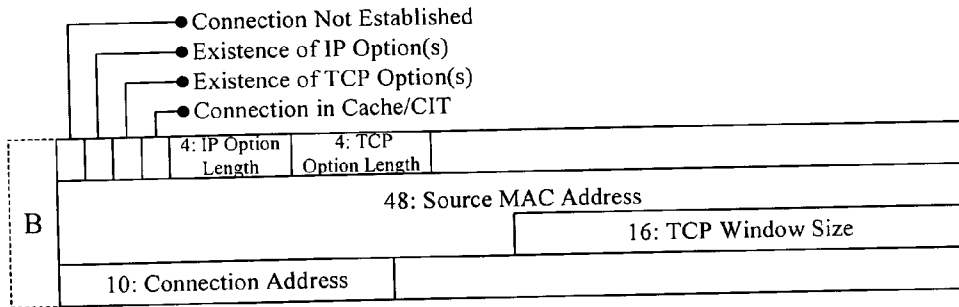 Connection Not Established
Existence of IP Option(s)
Existence of TCP Option(s)
Connection in Cache/CIT
4: IP Option
Length
4: TCP
Option Length
48: Source MAC Address
B
16: TCP Window Size
10: Connection Address